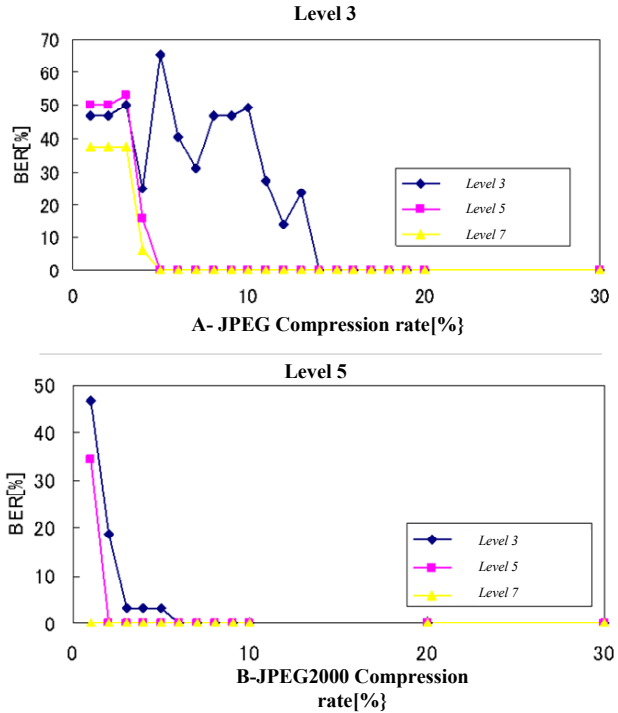 Level 3
70
60
50
40
30
20
10
0
BER[%]
Level 3
Level 5
Level 7
0 10 20 30
A- JPEG Compression rate[%}
Level 5
50
40
30
20
10
0
BER[%]
Level 3
Level 5
Level 7
0 10 20 30
B-JPEG2000 Compression
rate[%}